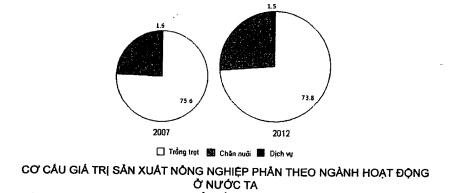 1.6
1.5
75.6
73.8
2007
2012
Trồng trọt Chăn nuôi Dịch vụ
CƠ CẤU GIÁ TRỊ SẢN XUẤT NÔNG NGHIỆP PHÂN THEO NGÀNH HOẠT ĐỘNG
Ở NƯỚC TA